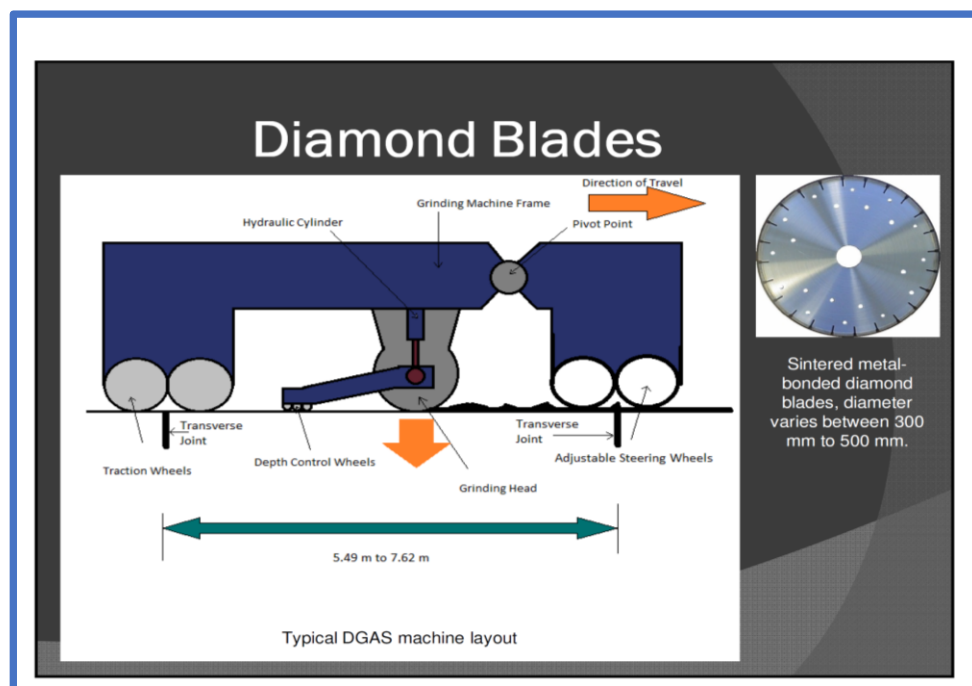 Diamond Blades
Direction of Travel
Grinding Machine Frame
Hydraulic Cylinder
Pivot Point
Sintered metal-
bonded diamond
blades, diameter
varies between 300
mm to 500 mm.
Transverse
Joint
Transverse
Joint
Traction Wheels
Depth Control Wheels
Adjustable Steering Wheels
Grinding Head
5.49 m to 7.62 m
Typical DGAS machine layout